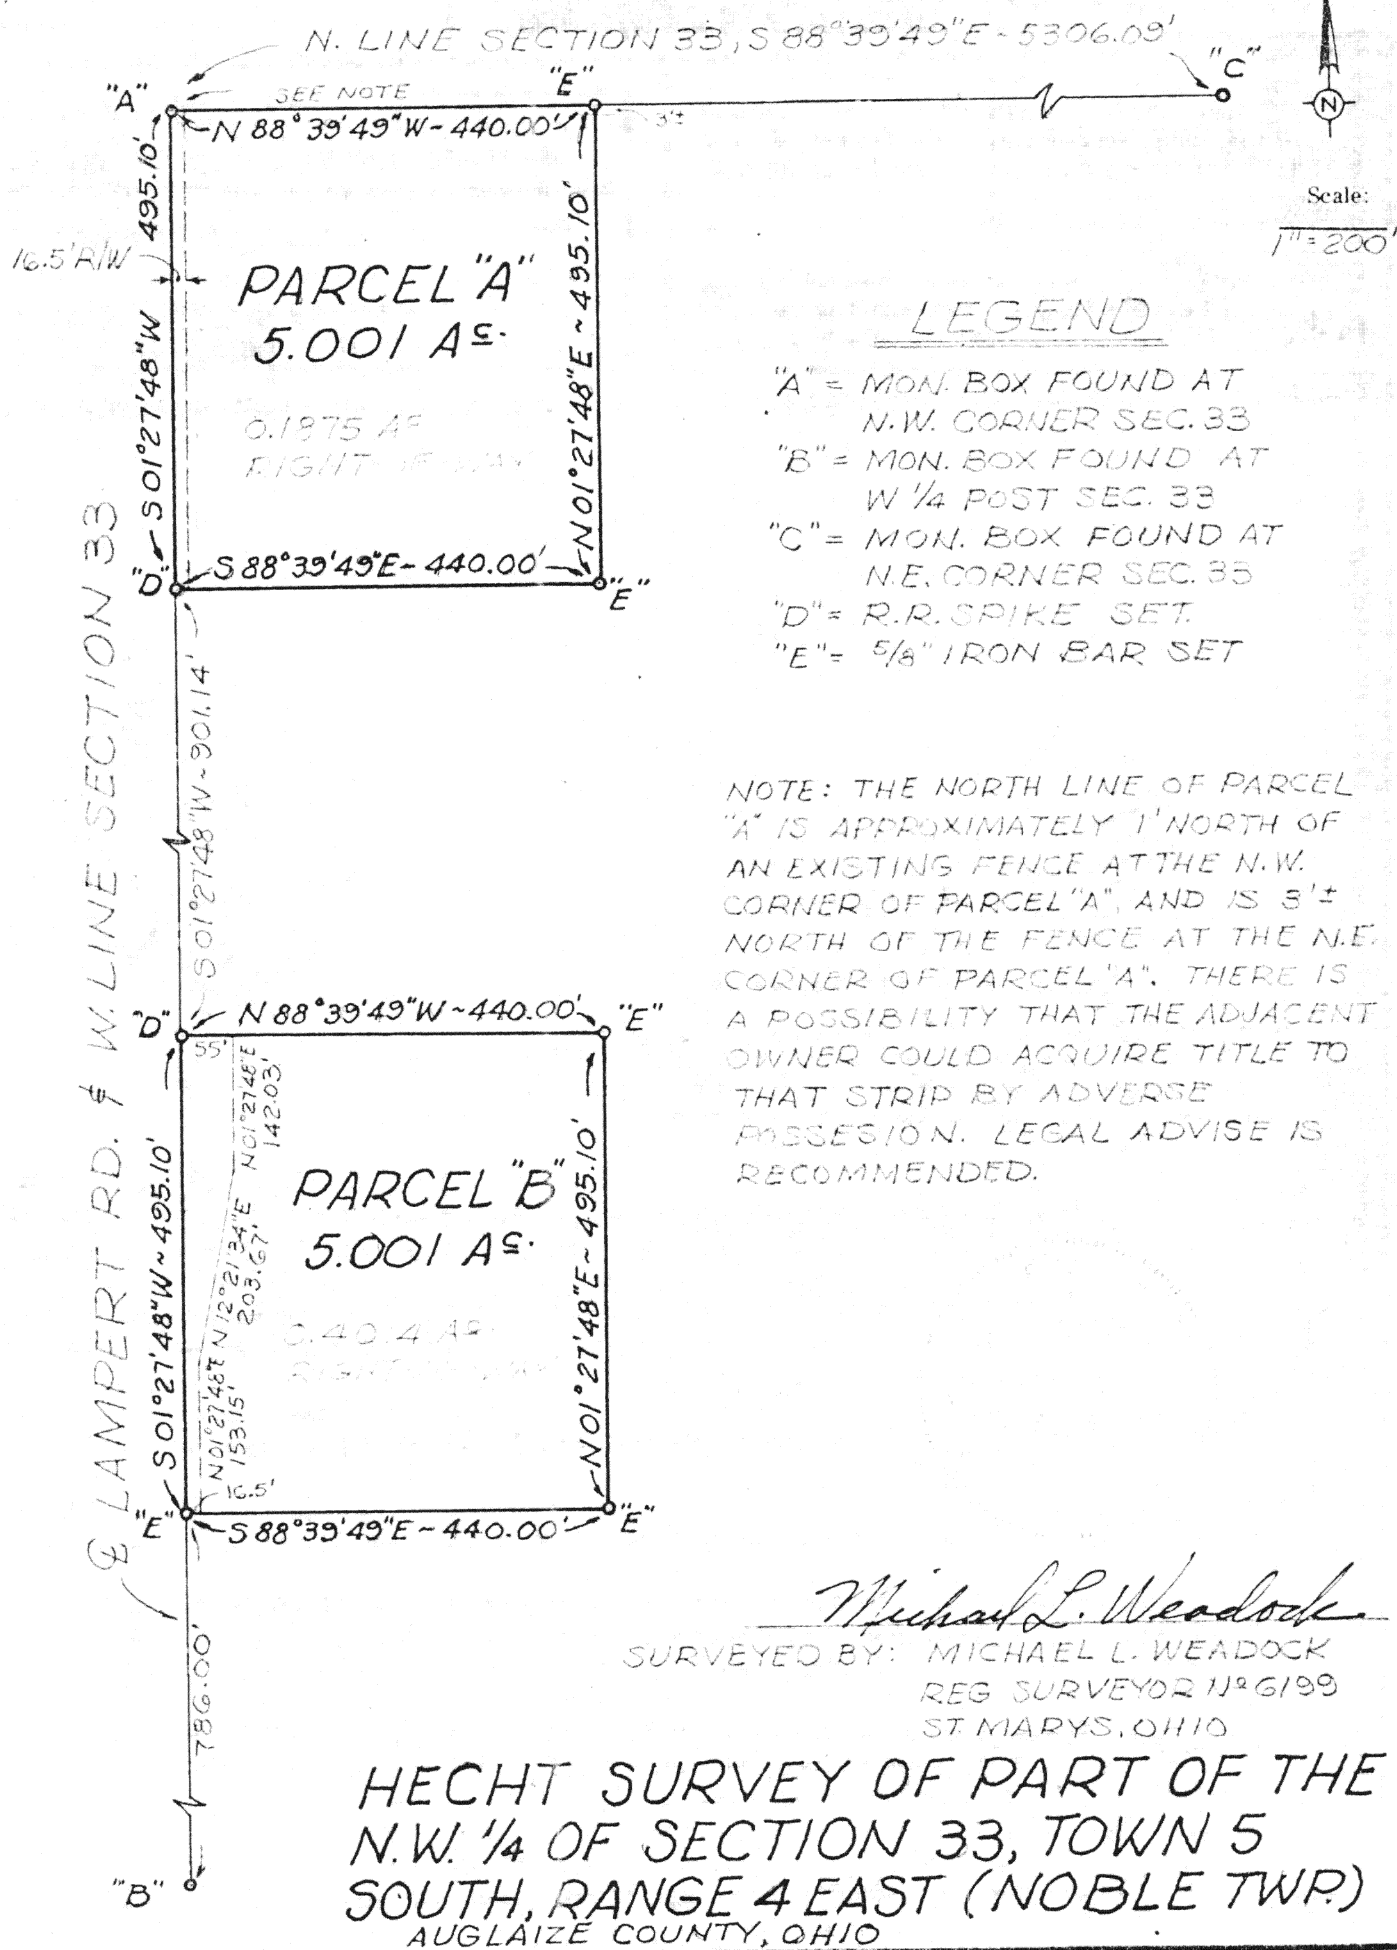 N. LINE SECTION 33, S 88°39'49"E - 5306.09'
"A"
SEE NOTE
"E"
"C"
N
N 88°39'49"W - 440.00'
3'±
Scale:
1" = 200'
S 01°27'48"W 495.10'
16.5' R/W
PARCEL "A"
5.001 Ac.
0.1875 Ac
RIGHT OF WAY
N 01°27'48"E ~ 495.10'
"D"
S 88°39'49"E - 440.00'
"E"
LEGEND
"A" = MON. BOX FOUND AT
N.W. CORNER SEC. 33
"B" = MON. BOX FOUND AT
W 1/4 POST SEC. 33
"C" = MON. BOX FOUND AT
N.E. CORNER SEC. 33
"D" = R.R. SPIKE SET.
"E" = 5/8" IRON BAR SET
S 01°27'48"W ~ 901.14'
℄ LAMPERT RD. & W. LINE SECTION 33
NOTE: THE NORTH LINE OF PARCEL
"A" IS APPROXIMATELY 1' NORTH OF
AN EXISTING FENCE AT THE N.W.
CORNER OF PARCEL "A", AND IS 3'±
NORTH OF THE FENCE AT THE N.E.
CORNER OF PARCEL "A". THERE IS
A POSSIBILITY THAT THE ADJACENT
OWNER COULD ACQUIRE TITLE TO
THAT STRIP BY ADVERSE
POSSESION. LEGAL ADVISE IS
RECOMMENDED.
"D"
N 88°39'49"W ~ 440.00'
"E"
55'
N 01°27'48"E
142.03'
S 01°27'48"W ~ 495.10'
PARCEL "B"
5.001 Ac.
N 12°21'34"E
203.67'
0.404 Ac.
RIGHT OF WAY
N 01°27'48"E
153.15'
16.5'
N 01°27'48"E ~ 495.10'
"E"
S 88°39'49"E ~ 440.00'
"E"
786.00'
"B"
Michael L. Weadock
SURVEYED BY: MICHAEL L. WEADOCK
REG SURVEYOR No 6199
ST. MARYS, OHIO
HECHT SURVEY OF PART OF THE
N.W. 1/4 OF SECTION 33, TOWN 5
SOUTH, RANGE 4 EAST (NOBLE TWP.)
AUGLAIZE COUNTY, OHIO